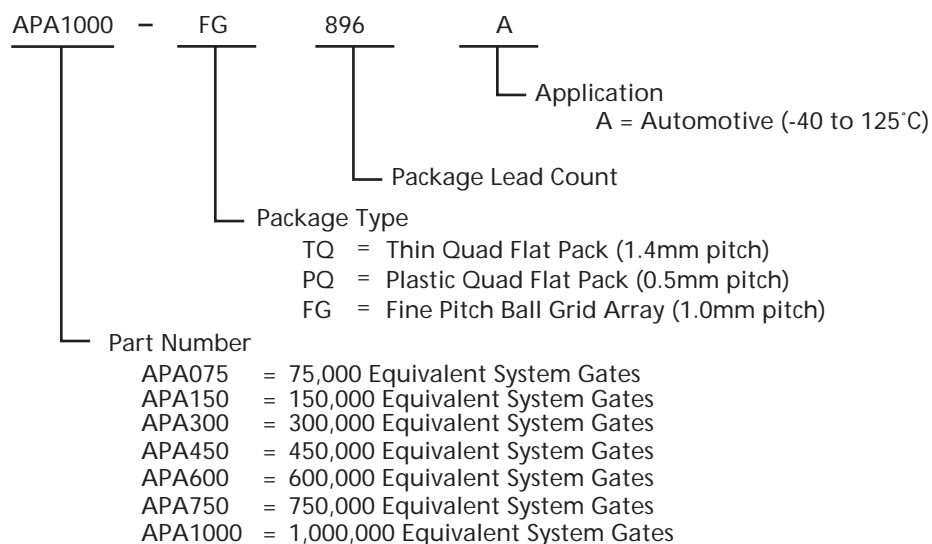 APA1000 – FG 896 A
Application
A = Automotive (-40 to 125˚C)
Package Lead Count
Package Type
TQ = Thin Quad Flat Pack (1.4mm pitch)
PQ = Plastic Quad Flat Pack (0.5mm pitch)
FG = Fine Pitch Ball Grid Array (1.0mm pitch)
Part Number
APA075 = 75,000 Equivalent System Gates
APA150 = 150,000 Equivalent System Gates
APA300 = 300,000 Equivalent System Gates
APA450 = 450,000 Equivalent System Gates
APA600 = 600,000 Equivalent System Gates
APA750 = 750,000 Equivalent System Gates
APA1000 = 1,000,000 Equivalent System Gates